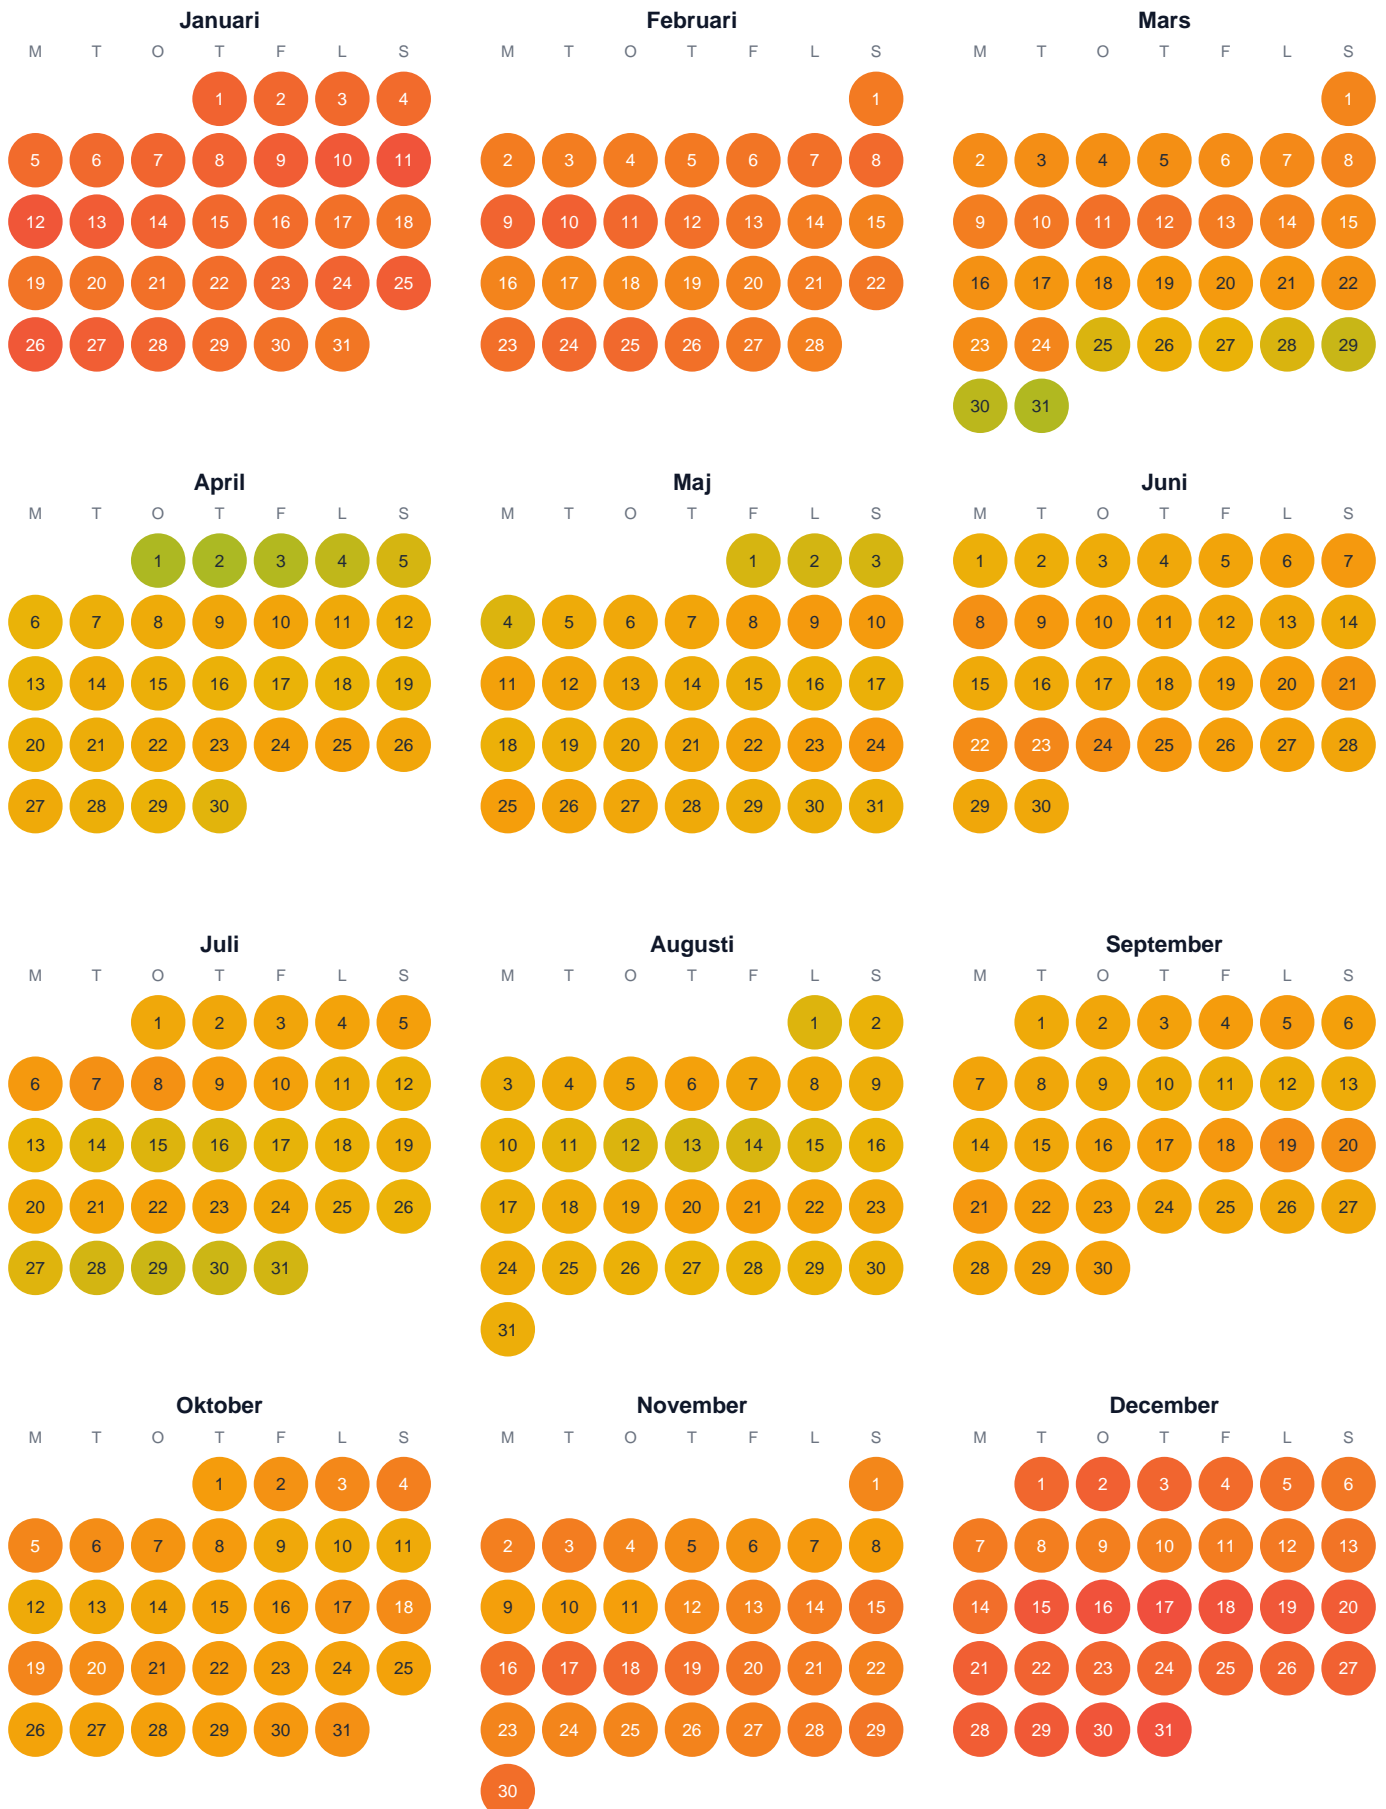 Januari Februari Mars
M T O T F L S M T O T F L S M T O T F L S
1 2 3 4 1 1
5 6 7 8 9 10 11 2 3 4 5 6 7 8 2 3 4 5 6 7 8
12 13 14 15 16 17 18 9 10 11 12 13 14 15 9 10 11 12 13 14 15
19 20 21 22 23 24 25 16 17 18 19 20 21 22 16 17 18 19 20 21 22
26 27 28 29 30 31 23 24 25 26 27 28 23 24 25 26 27 28 29
30 31
April Maj Juni
M T O T F L S M T O T F L S M T O T F L S
1 2 3 4 5 1 2 3 1 2 3 4 5 6 7
6 7 8 9 10 11 12 4 5 6 7 8 9 10 8 9 10 11 12 13 14
13 14 15 16 17 18 19 11 12 13 14 15 16 17 15 16 17 18 19 20 21
20 21 22 23 24 25 26 18 19 20 21 22 23 24 22 23 24 25 26 27 28
27 28 29 30 25 26 27 28 29 30 31 29 30
Juli Augusti September
M T O T F L S M T O T F L S M T O T F L S
1 2 3 4 5 1 2 1 2 3 4 5 6
6 7 8 9 10 11 12 3 4 5 6 7 8 9 7 8 9 10 11 12 13
13 14 15 16 17 18 19 10 11 12 13 14 15 16 14 15 16 17 18 19 20
20 21 22 23 24 25 26 17 18 19 20 21 22 23 21 22 23 24 25 26 27
27 28 29 30 31 24 25 26 27 28 29 30 28 29 30
31
Oktober November December
M T O T F L S M T O T F L S M T O T F L S
1 2 3 4 1 1 2 3 4 5 6
5 6 7 8 9 10 11 2 3 4 5 6 7 8 7 8 9 10 11 12 13
12 13 14 15 16 17 18 9 10 11 12 13 14 15 14 15 16 17 18 19 20
19 20 21 22 23 24 25 16 17 18 19 20 21 22 21 22 23 24 25 26 27
26 27 28 29 30 31 23 24 25 26 27 28 29 28 29 30 31
30